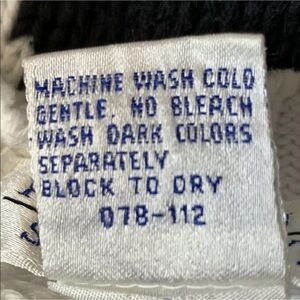 MACHINE WASH COLD
GENTLE. NO BLEACH
WASH DARK COLORS
SEPARATELY
BLOCK TO DRY
078-112